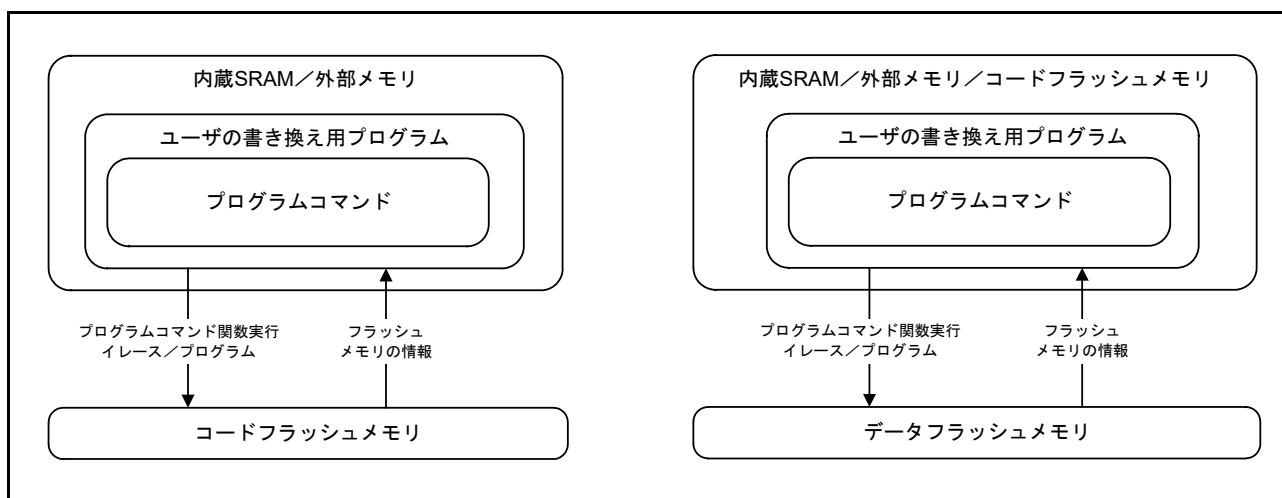 内蔵SRAM／外部メモリ
ユーザの書き換え用プログラム
プログラムコマンド
プログラムコマンド関数実行
イレース／プログラム
フラッシュ
メモリの情報
コードフラッシュメモリ
内蔵SRAM／外部メモリ／コードフラッシュメモリ
ユーザの書き換え用プログラム
プログラムコマンド
プログラムコマンド関数実行
イレース／プログラム
フラッシュ
メモリの情報
データフラッシュメモリ